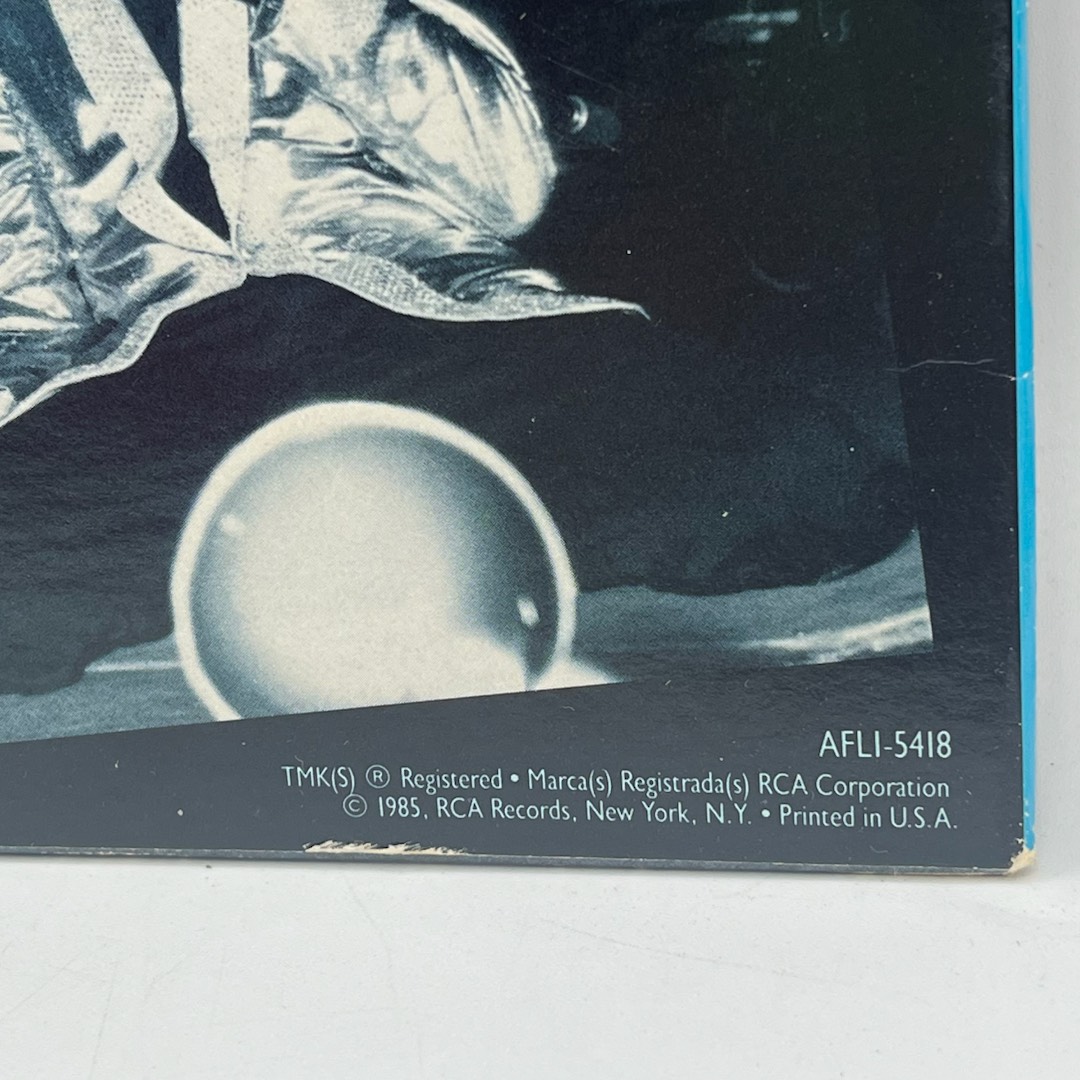 AFL1-5418
TMK(S) ® Registered • Marca(s) Registrada(s) RCA Corporation
© 1985, RCA Records, New York, N.Y. • Printed in U.S.A.